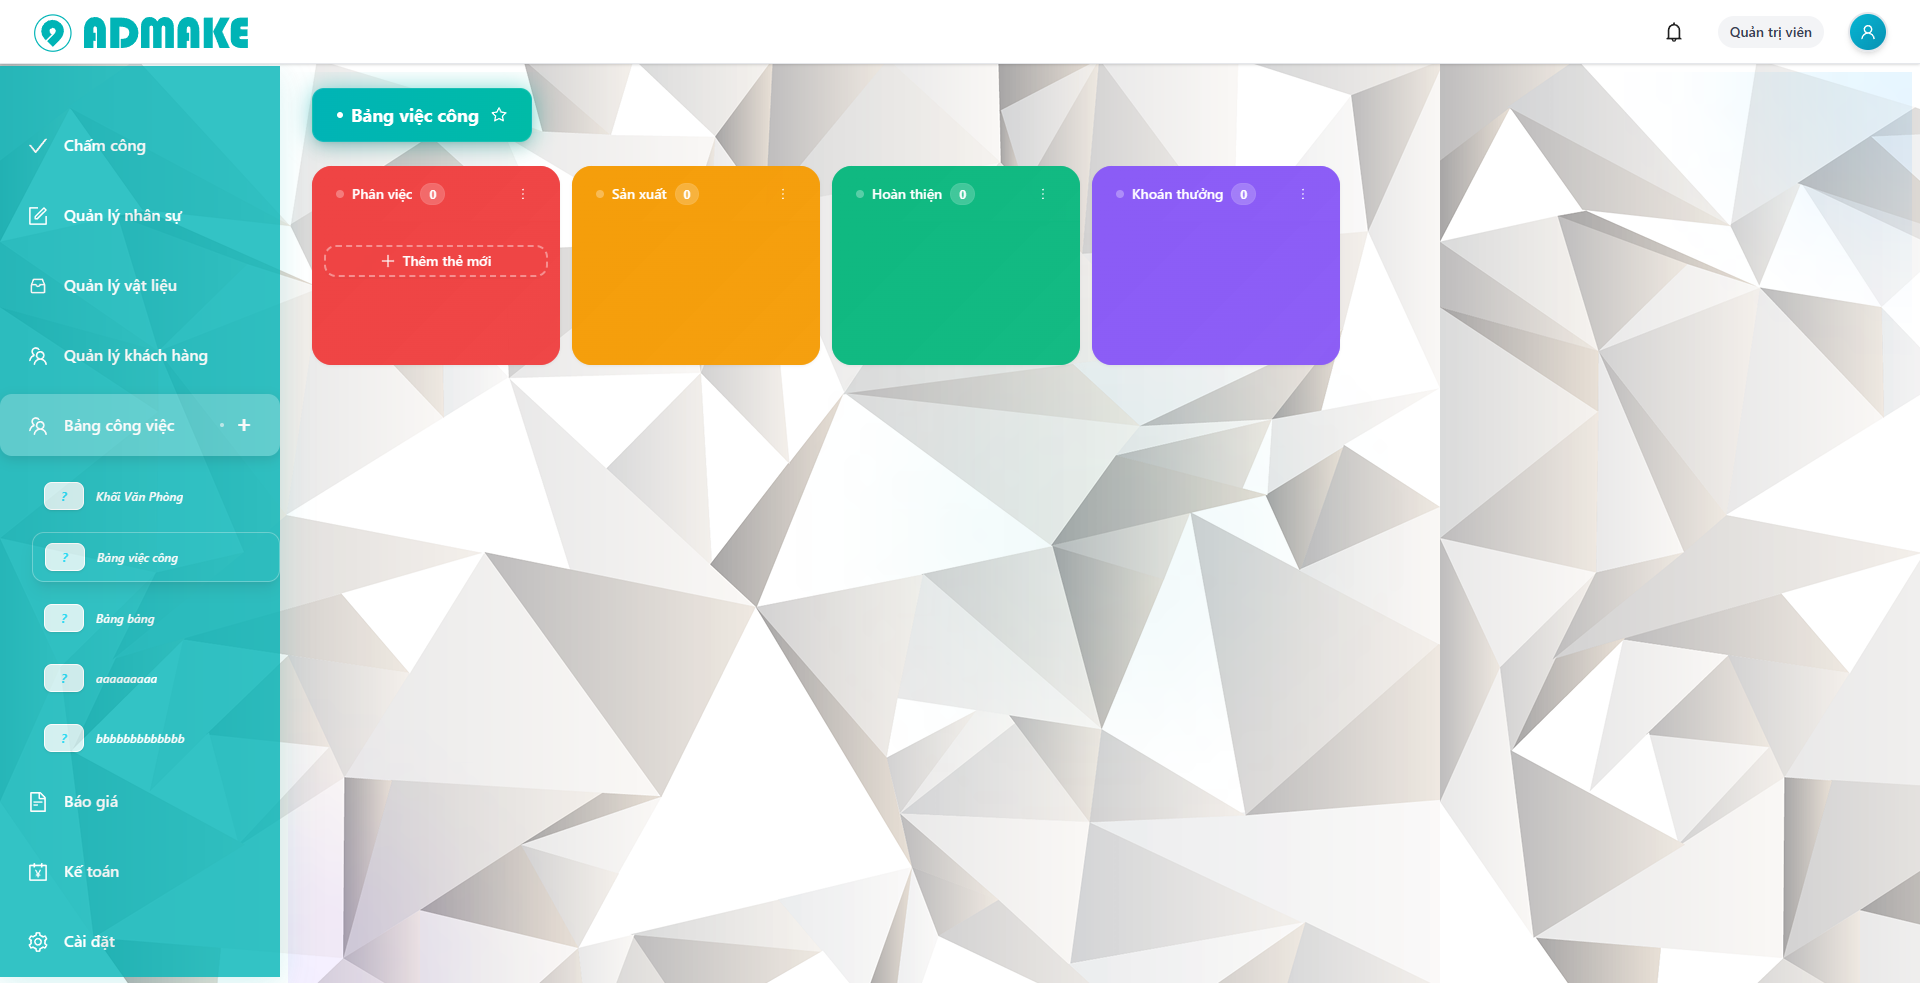 ADMAKE
Quản trị viên
Chấm công
Quản lý nhân sự
Quản lý vật liệu
Quản lý khách hàng
Bảng công việc
? Khối Văn Phòng
? Bảng việc công
? Bảng bảng
? aaaaaaaaa
? bbbbbbbbbbbbb
Báo giá
Kế toán
Cài đặt
• Bảng việc công
Phân việc 0
Thêm thẻ mới
Sản xuất 0
Hoàn thiện 0
Khoán thưởng 0